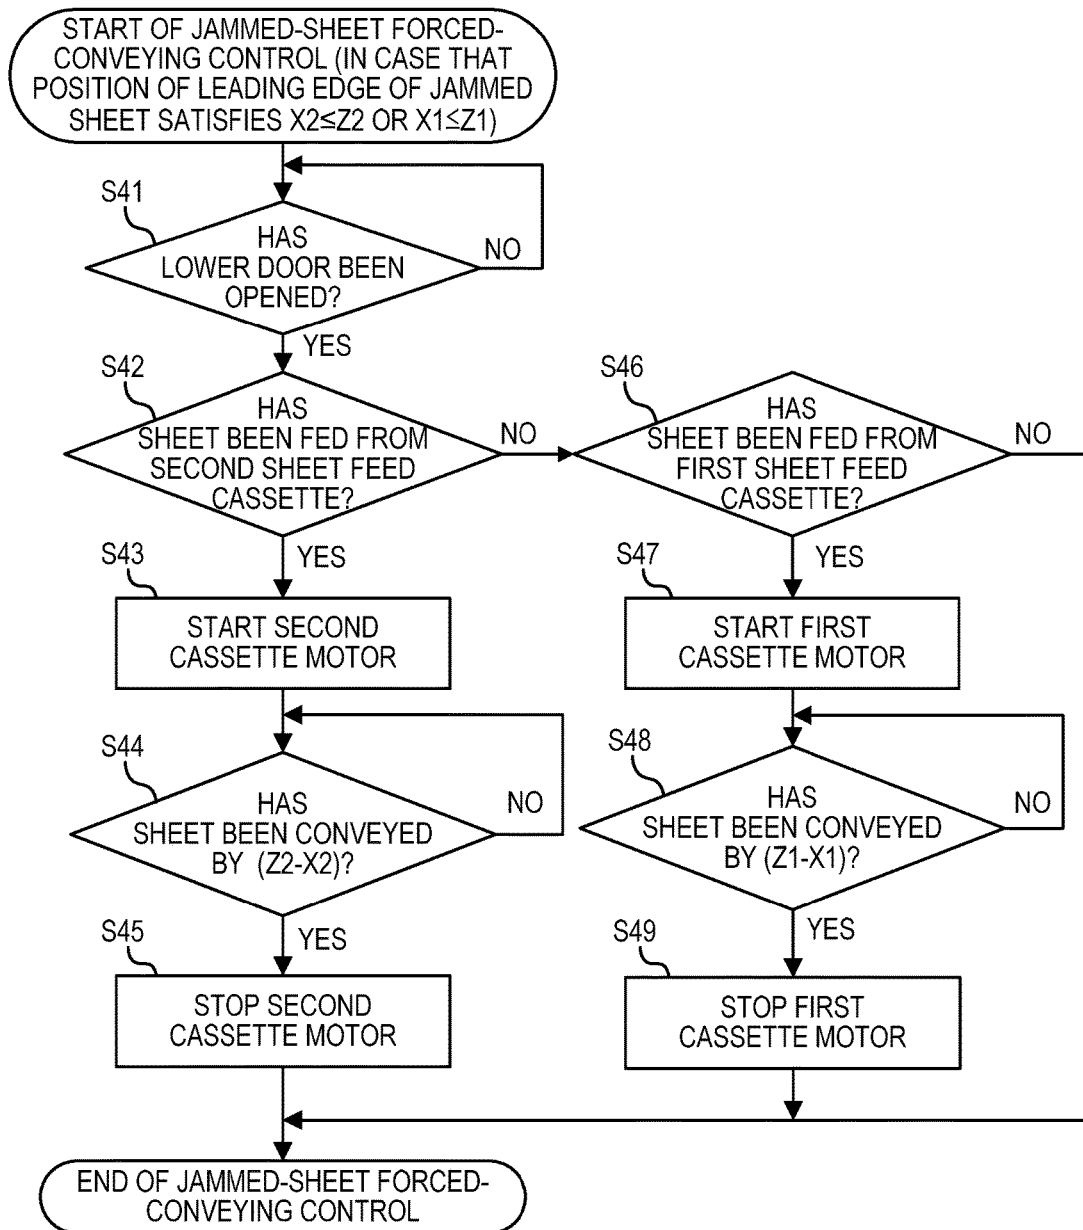 START OF JAMMED-SHEET FORCED-
CONVEYING CONTROL (IN CASE THAT
POSITION OF LEADING EDGE OF JAMMED
SHEET SATISFIES X2≤Z2 OR X1≤Z1)
S41
HAS
LOWER DOOR BEEN
OPENED?
NO
YES
S42
HAS
SHEET BEEN FED FROM
SECOND SHEET FEED
CASSETTE?
NO
YES
S46
HAS
SHEET BEEN FED FROM
FIRST SHEET FEED
CASSETTE?
NO
YES
S43
START SECOND
CASSETTE MOTOR
S47
START FIRST
CASSETTE MOTOR
S44
HAS
SHEET BEEN CONVEYED
BY (Z2-X2)?
NO
YES
S48
HAS
SHEET BEEN CONVEYED
BY (Z1-X1)?
NO
YES
S45
STOP SECOND
CASSETTE MOTOR
S49
STOP FIRST
CASSETTE MOTOR
END OF JAMMED-SHEET FORCED-
CONVEYING CONTROL